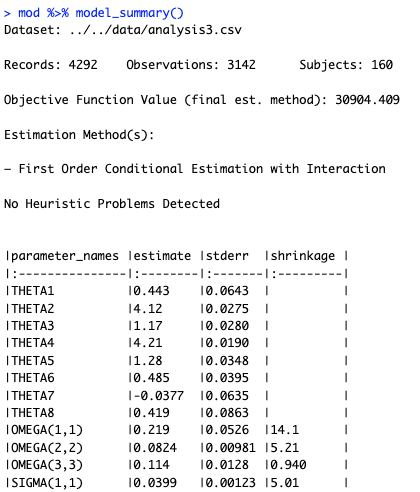 > mod %>% model_summary()
Dataset: ../../data/analysis3.csv
Records: 4292    Observations: 3142      Subjects: 160
Objective Function Value (final est. method): 30904.409
Estimation Method(s):
– First Order Conditional Estimation with Interaction
No Heuristic Problems Detected
|parameter_names |estimate |stderr  |shrinkage |
|:---------------|:--------|:-------|:---------|
|THETA1          |0.443    |0.0643  |          |
|THETA2          |4.12     |0.0275  |          |
|THETA3          |1.17     |0.0280  |          |
|THETA4          |4.21     |0.0190  |          |
|THETA5          |1.28     |0.0348  |          |
|THETA6          |0.485    |0.0395  |          |
|THETA7          |-0.0377  |0.0635  |          |
|THETA8          |0.419    |0.0863  |          |
|OMEGA(1,1)      |0.219    |0.0526  |14.1      |
|OMEGA(2,2)      |0.0824   |0.00981 |5.21      |
|OMEGA(3,3)      |0.114    |0.0128  |0.940     |
|SIGMA(1,1)      |0.0399   |0.00123 |5.01      |